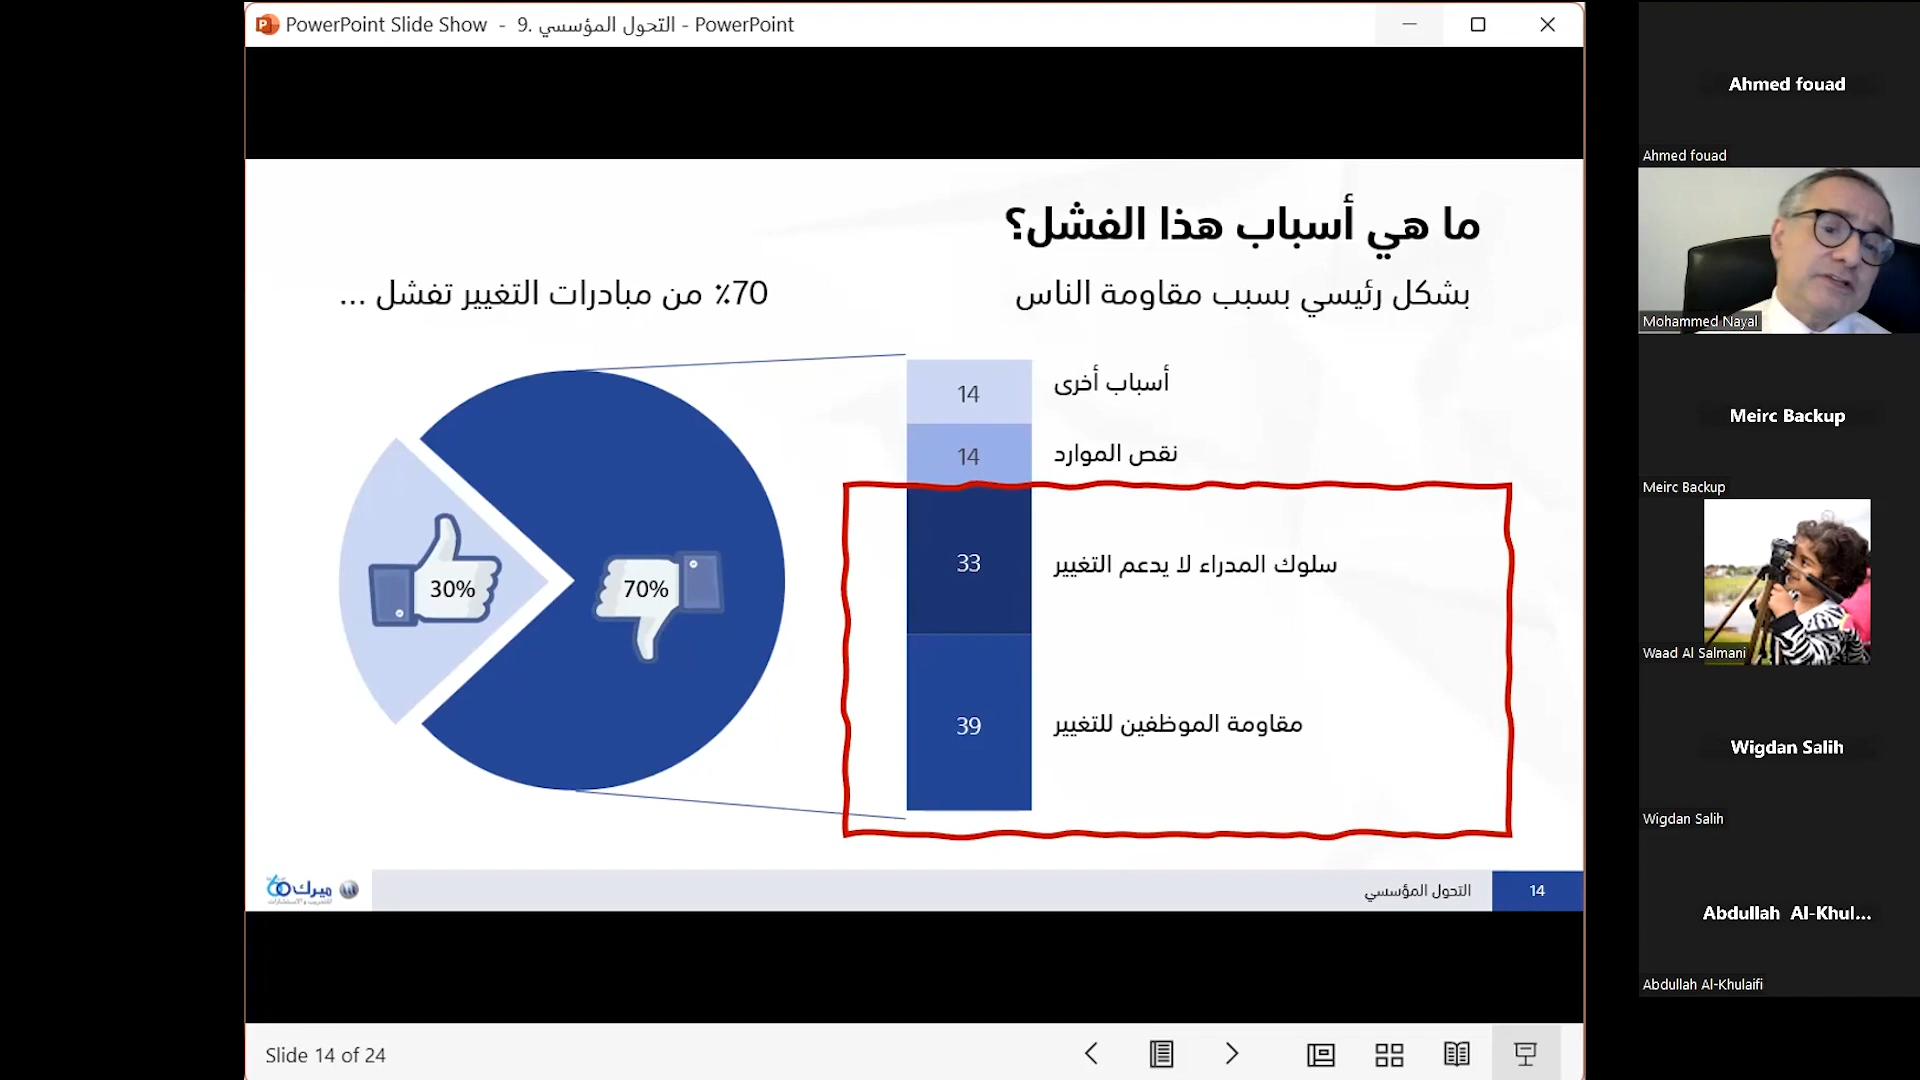 PowerPoint Slide Show - 9. التحول المؤسسي - PowerPoint
ما هي أسباب هذا الفشل؟
بشكل رئيسي بسبب مقاومة الناس
70٪ من مبادرات التغيير تفشل ...
14 أسباب أخرى
14 نقص الموارد
33 سلوك المدراء لا يدعم التغيير
39 مقاومة الموظفين للتغيير
30%
70%
ميرك 60
للتدريب والاستشارات
التحول المؤسسي
14
Slide 14 of 24
Ahmed fouad
Ahmed fouad
Mohammed Nayal
Meirc Backup
Meirc Backup
Waad Al Salmani
Wigdan Salih
Wigdan Salih
Abdullah Al-Khul...
Abdullah Al-Khulaifi